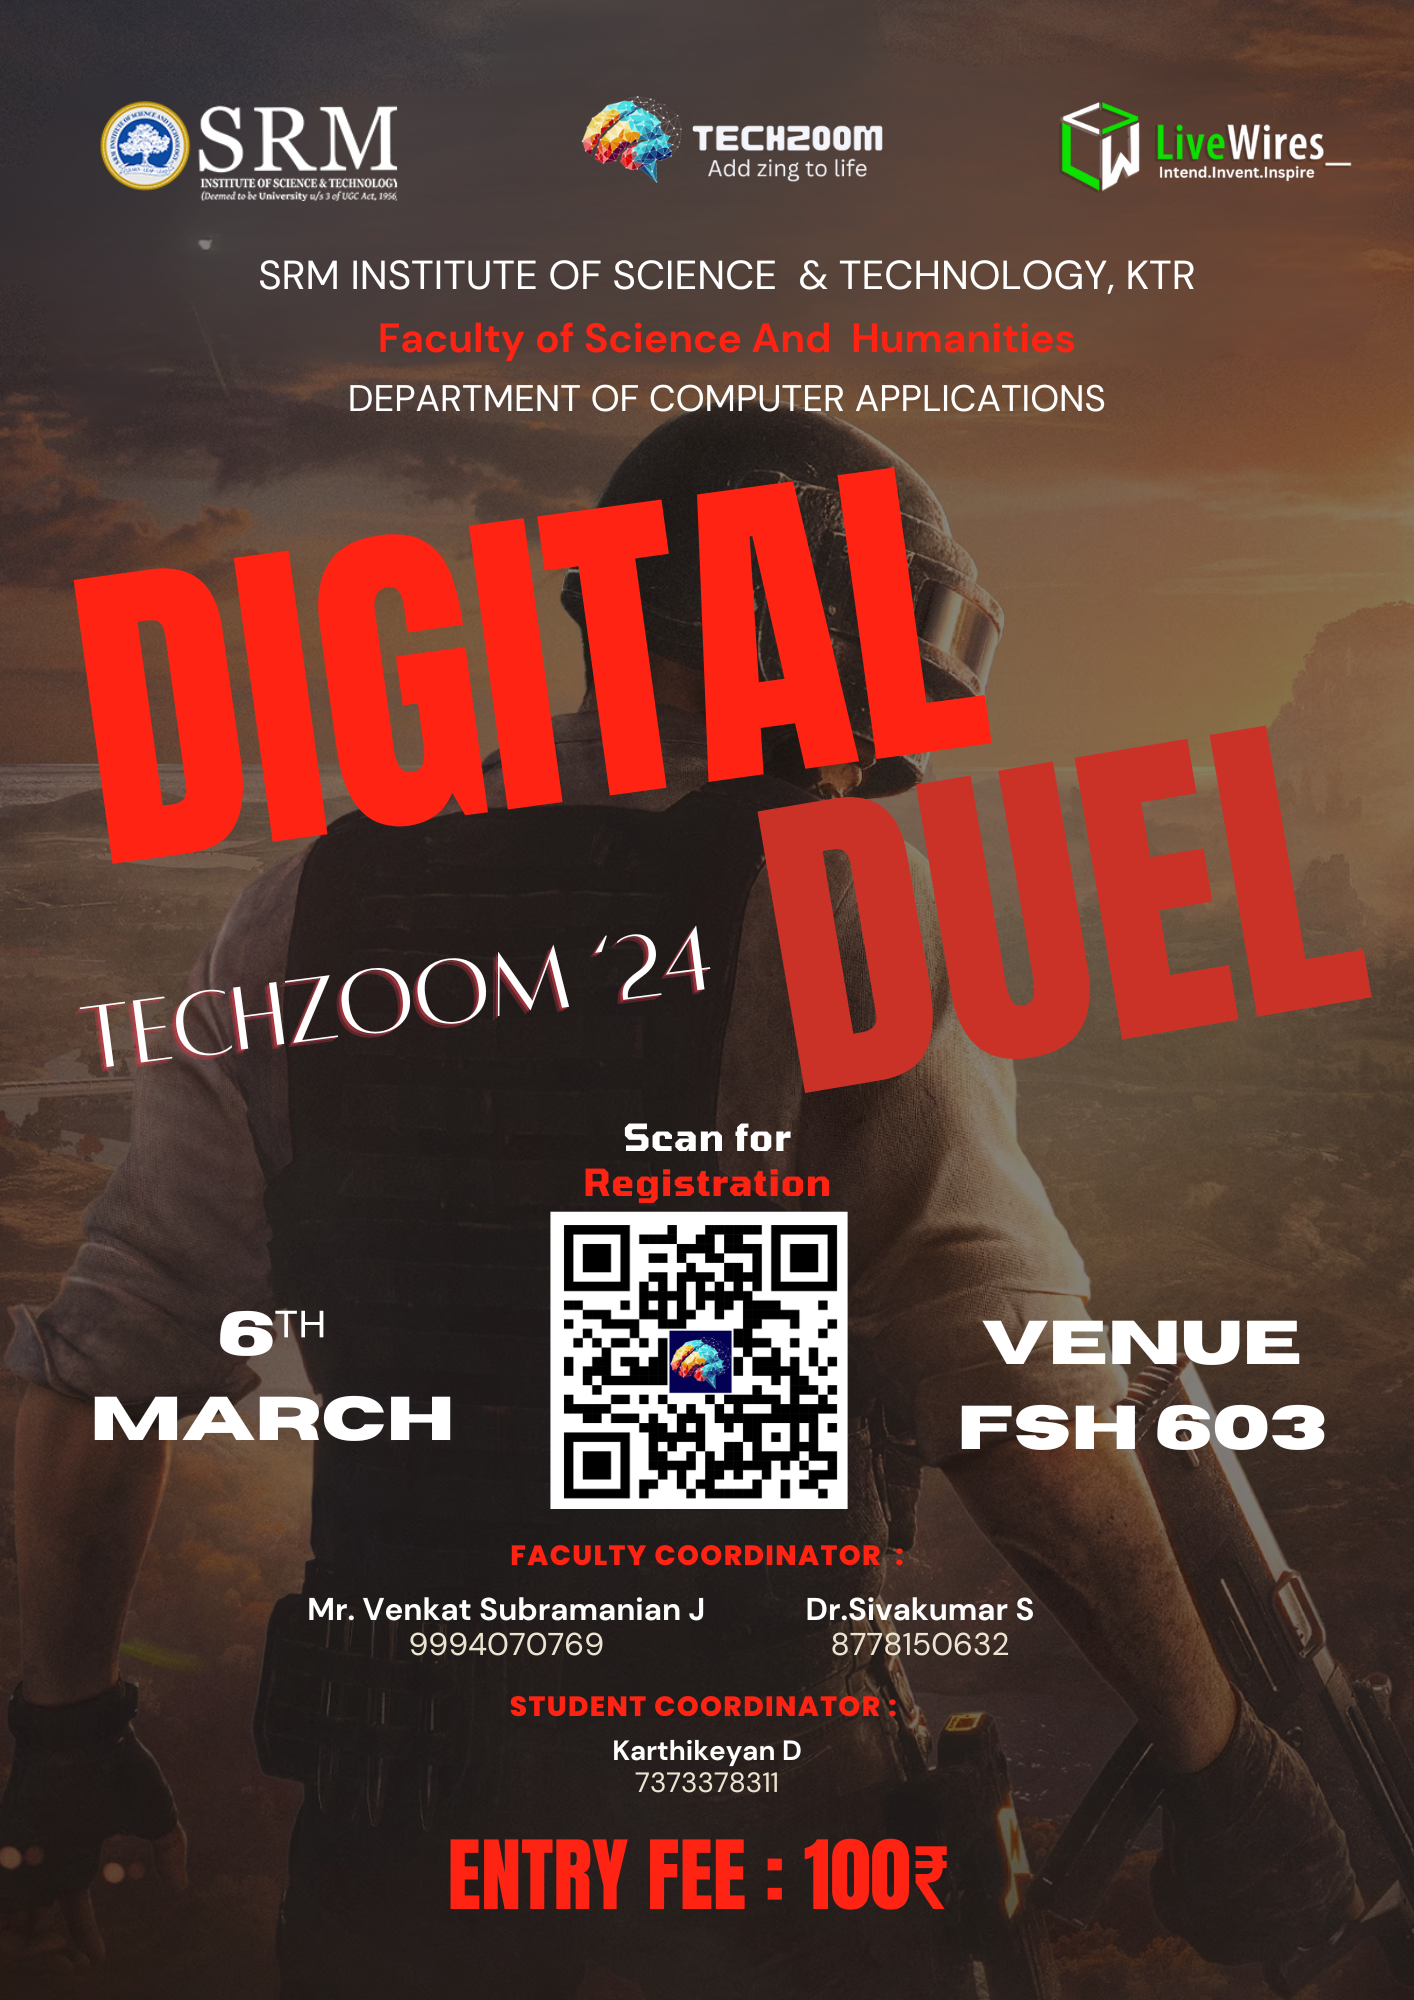 SRM
INSTITUTE OF SCIENCE & TECHNOLOGY
(Deemed to be University u/s 3 of UGC Act, 1956)
TECHZOOM
Add zing to life
LiveWires_
Intend.Invent.Inspire
SRM INSTITUTE OF SCIENCE & TECHNOLOGY, KTR
Faculty of Science And Humanities
DEPARTMENT OF COMPUTER APPLICATIONS
DIGITAL
DUEL
TECHZOOM ‘24
Scan for
Registration
6TH
MARCH
VENUE
FSH 603
FACULTY COORDINATOR :
Mr. Venkat Subramanian J
9994070769
Dr.Sivakumar S
8778150632
STUDENT COORDINATOR :
Karthikeyan D
7373378311
ENTRY FEE : 100₹